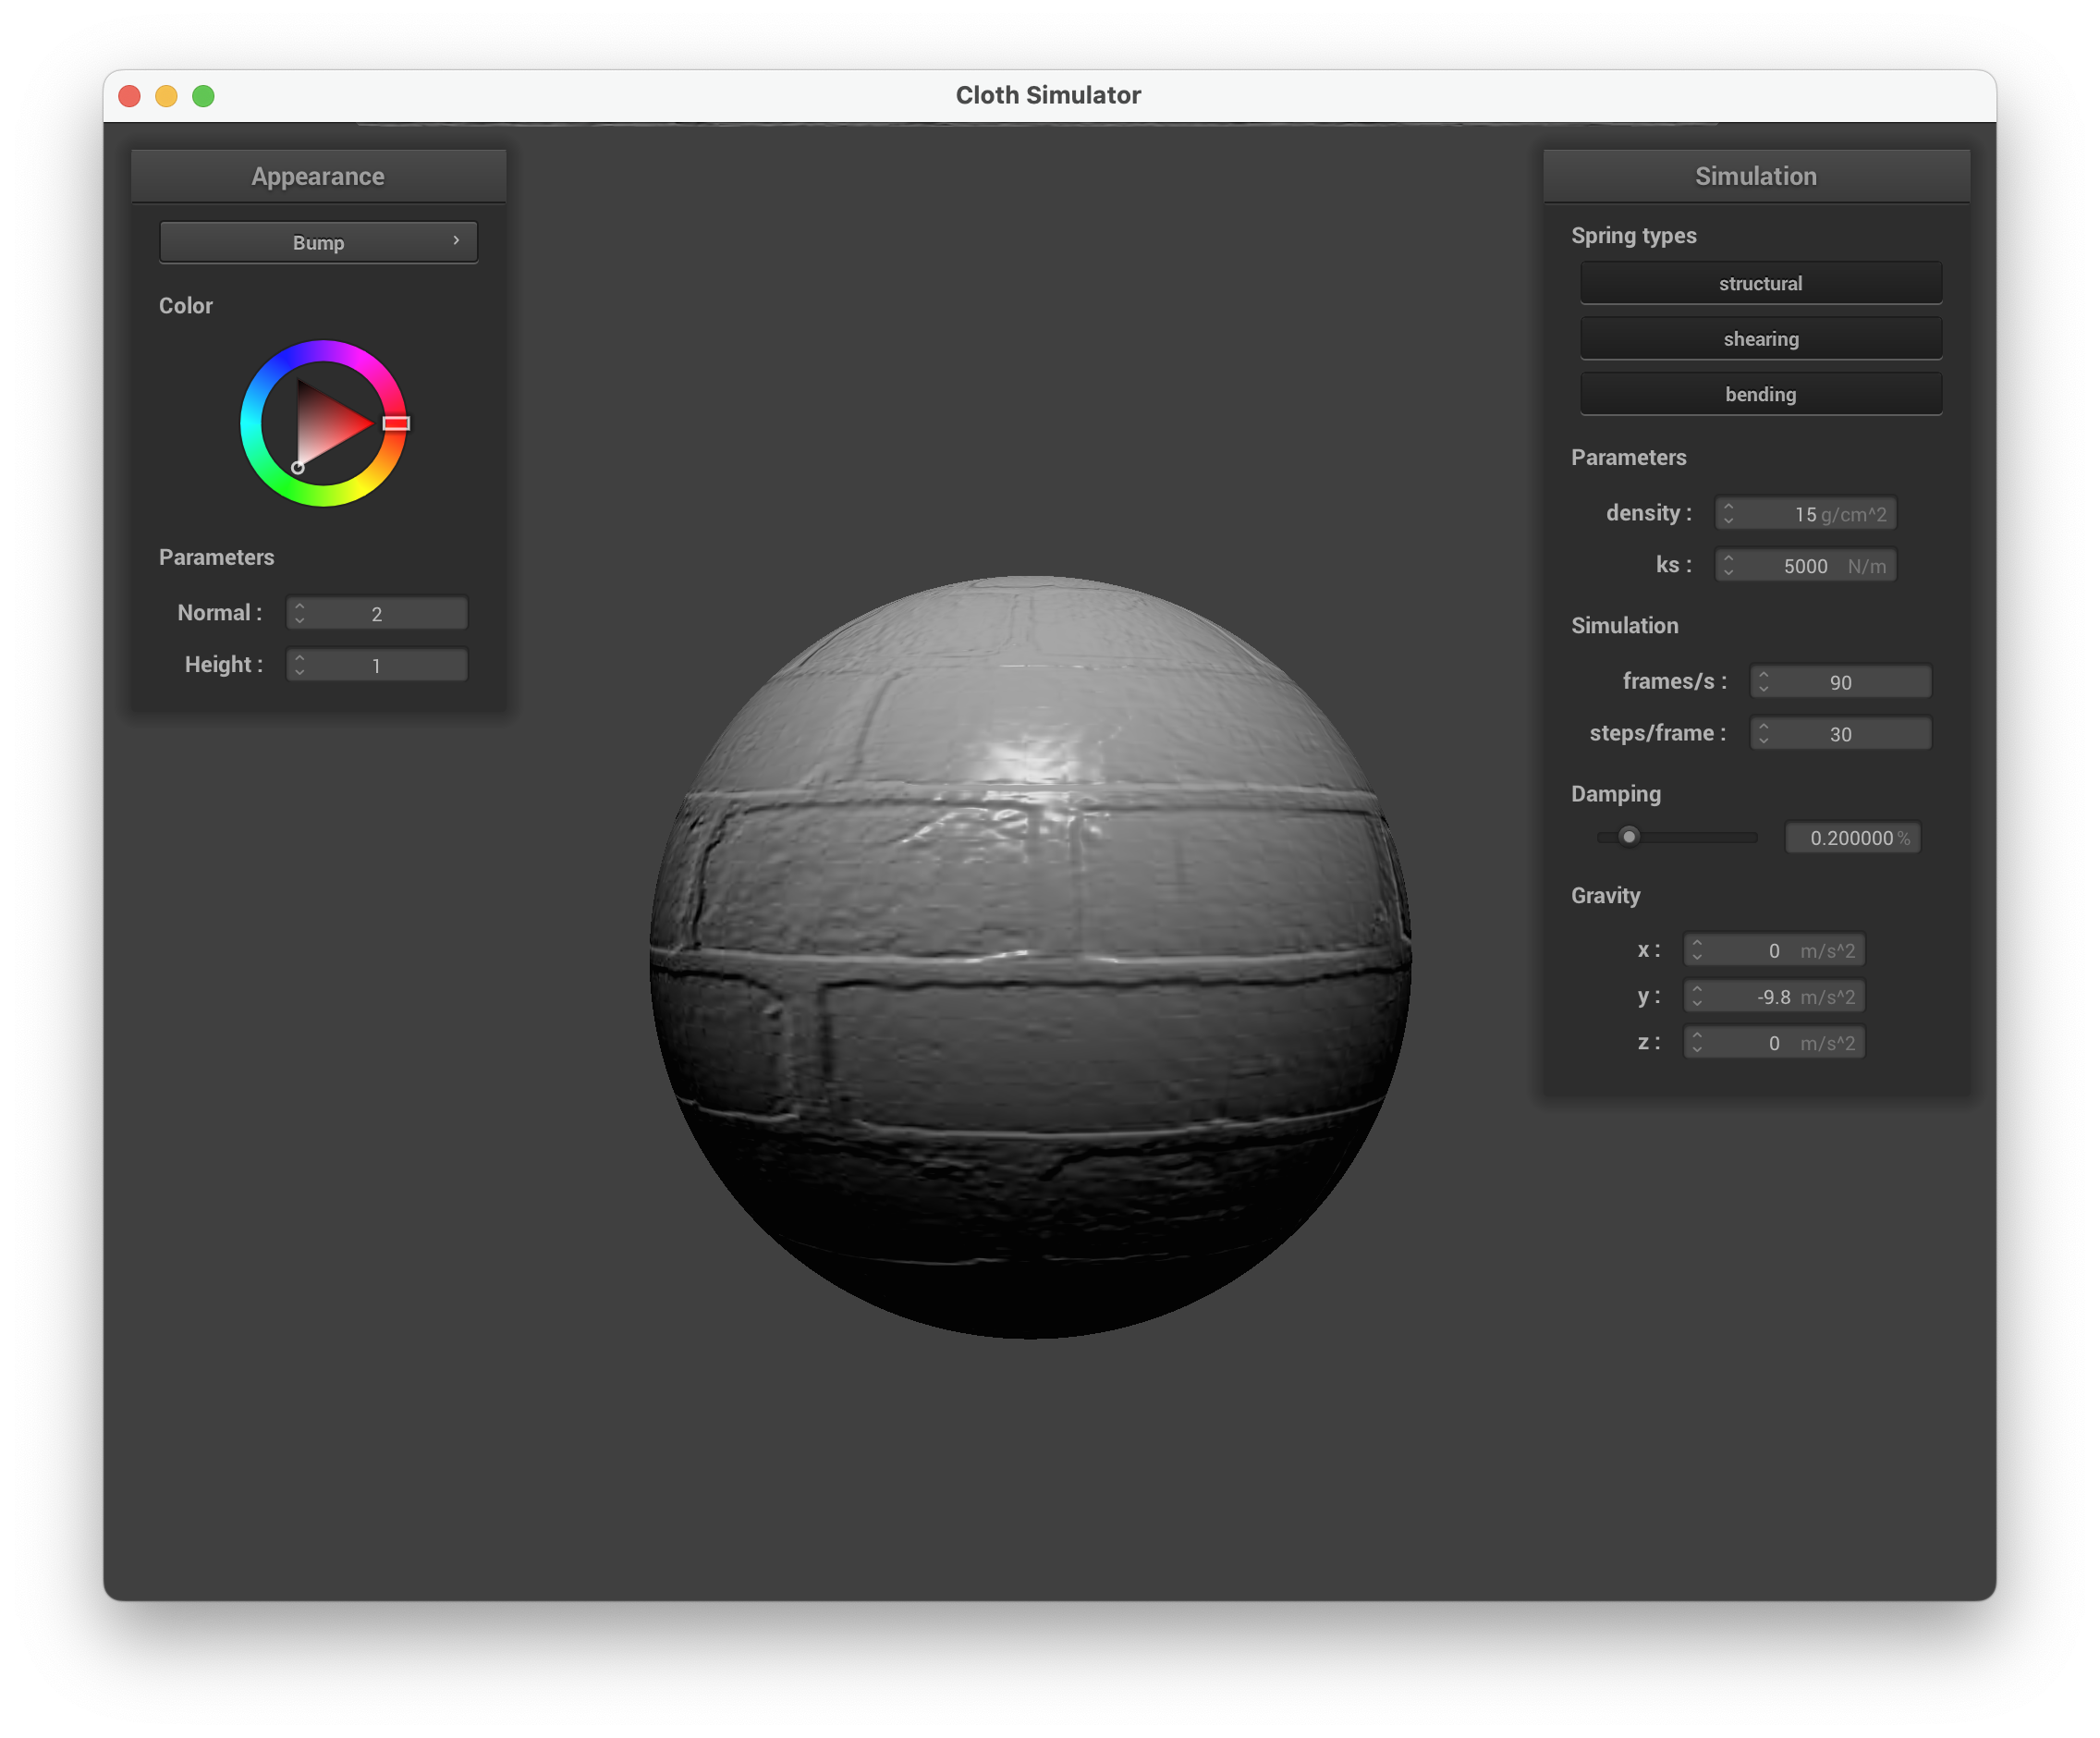 Cloth Simulator
Appearance
Bump
Color
Parameters
Normal : 2
Height : 1
Simulation
Spring types
structural
shearing
bending
Parameters
density : 15 g/cm^2
ks : 5000 N/m
Simulation
frames/s : 90
steps/frame : 30
Damping
0.200000 %
Gravity
x : 0 m/s^2
y : -9.8 m/s^2
z : 0 m/s^2